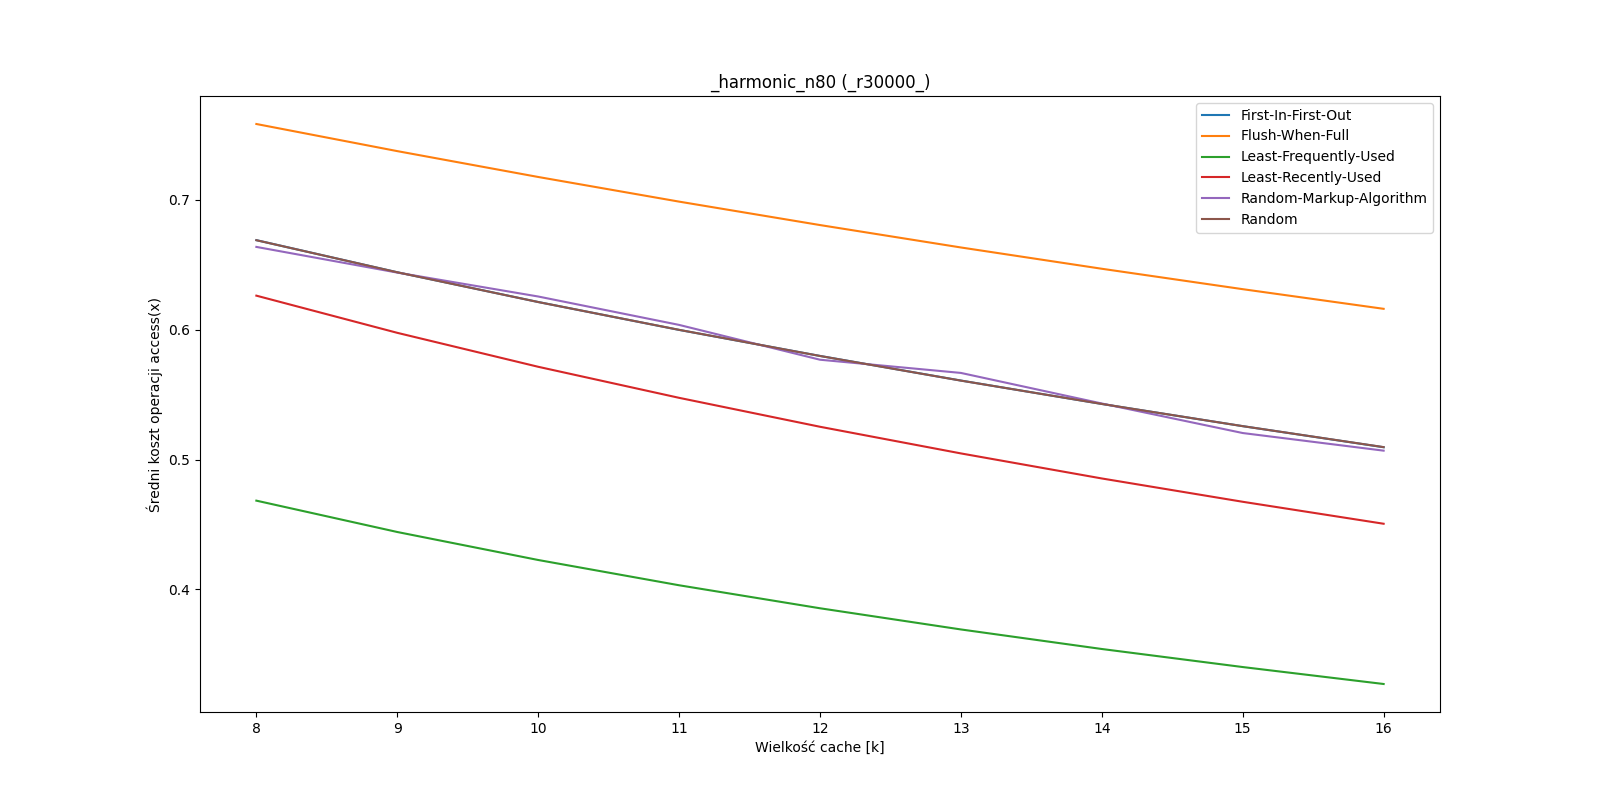 _harmonic_n80 (_r30000_)
First-In-First-Out
Flush-When-Full
Least-Frequently-Used
Least-Recently-Used
Random-Markup-Algorithm
Random
Średni koszt operacji access(x)
0.7
0.6
0.5
0.4
8 9 10 11 12 13 14 15 16
Wielkość cache [k]